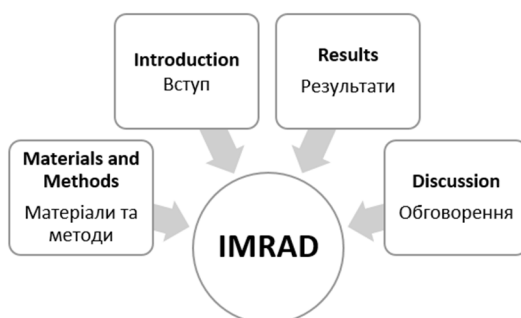 Introduction
Вступ
Results
Результати
Materials and
Methods
Матеріали та
методи
Discussion
Обговорення
IMRAD